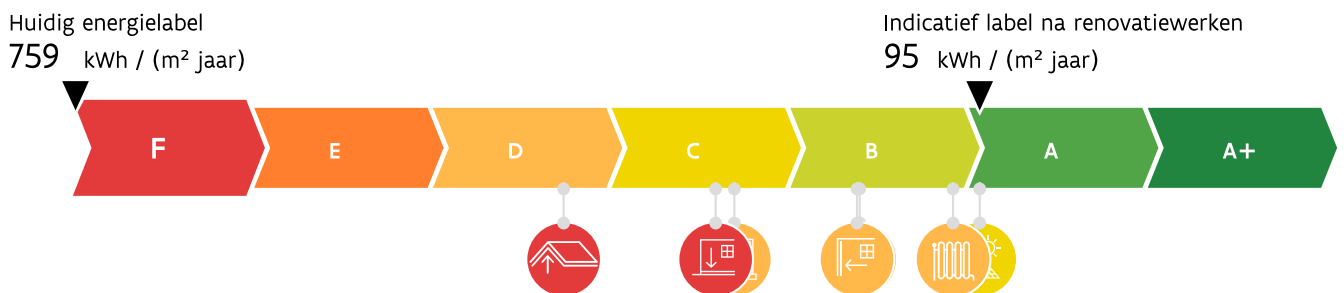 Huidig energielabel
759 kWh / (m² jaar)
Indicatief label na renovatiewerken
95 kWh / (m² jaar)
F E D C B A A+